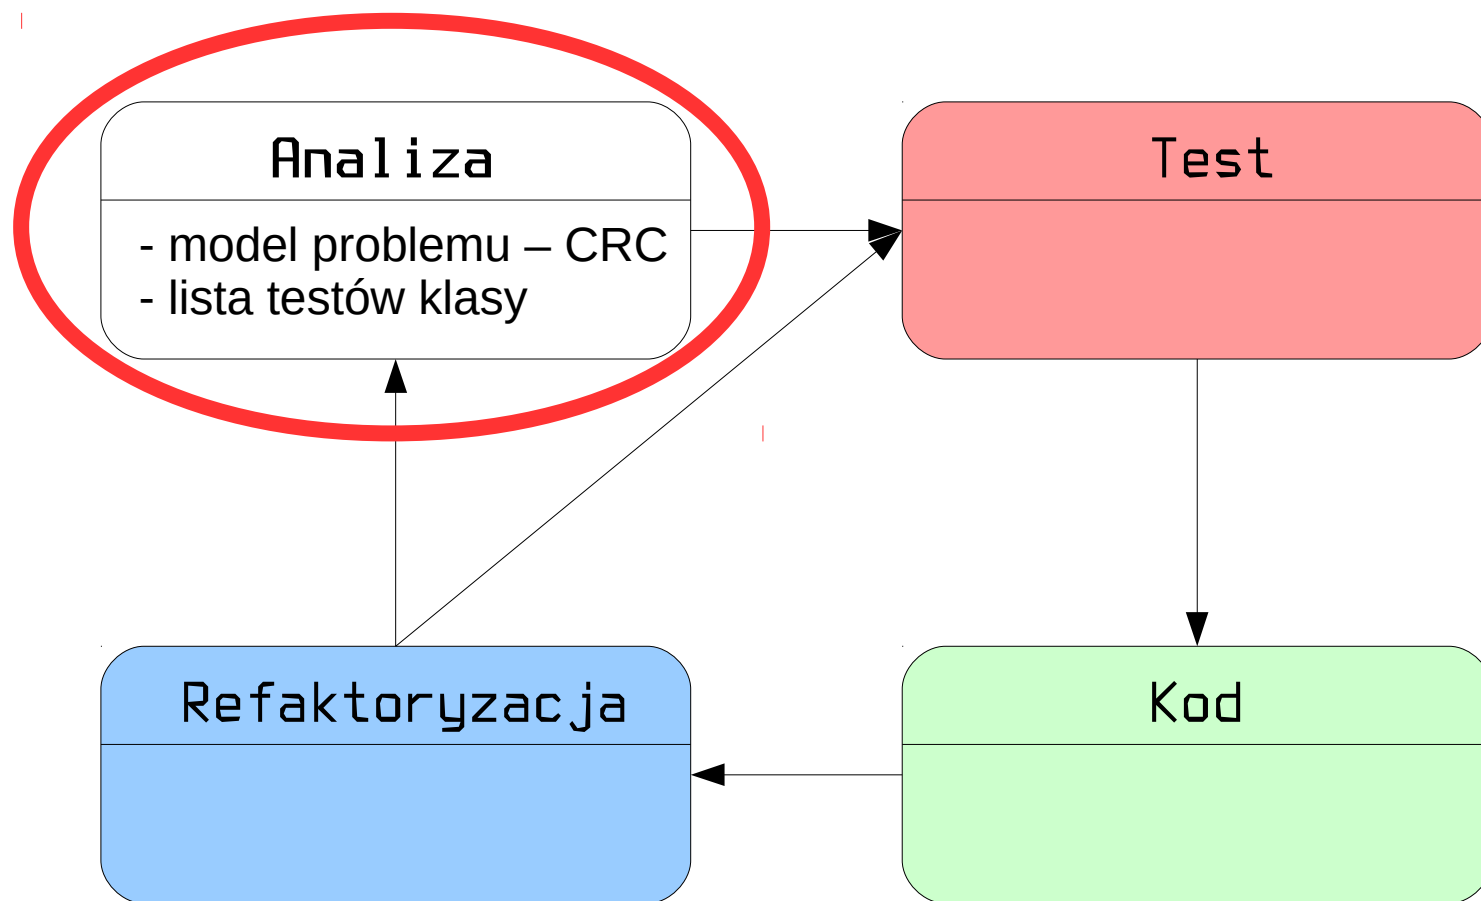 Analiza
- model problemu – CRC
- lista testów klasy
Test
Refaktoryzacja
Kod